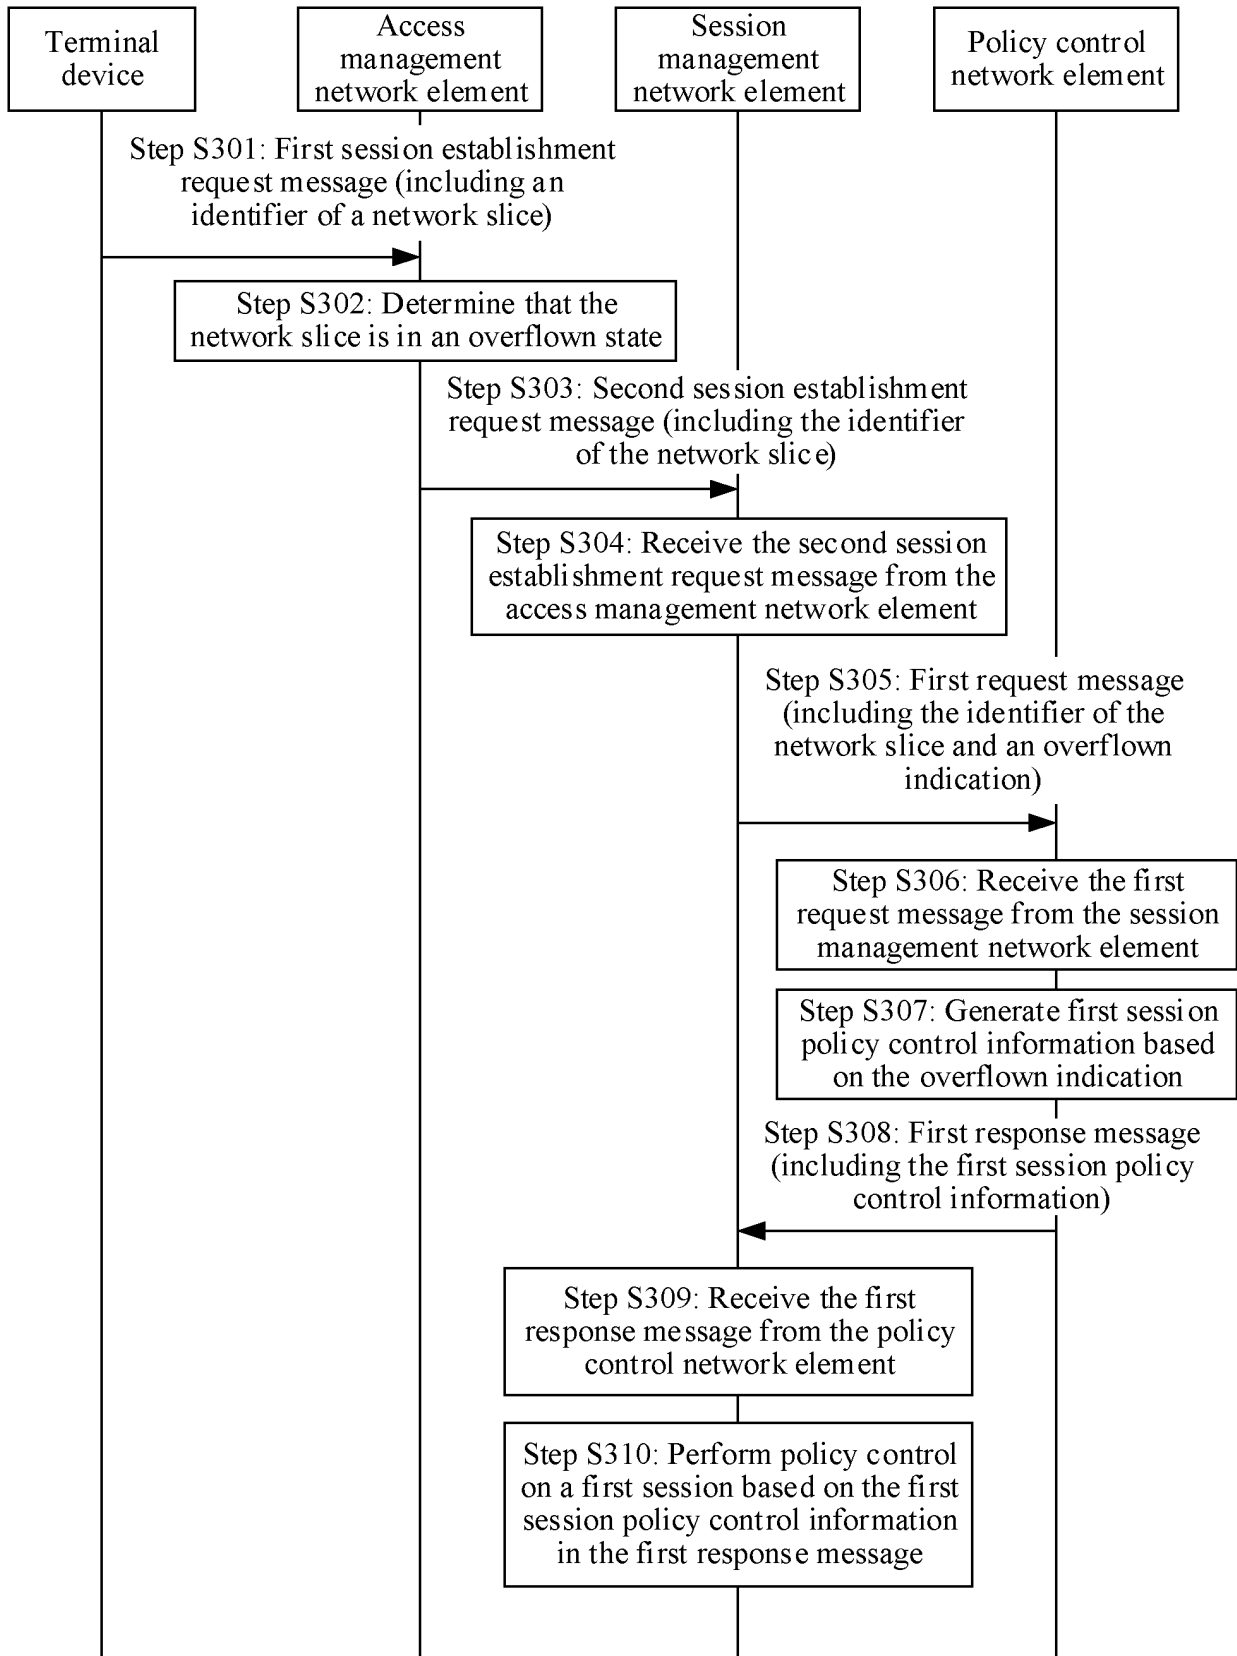 Terminal
device
Access
management
network element
Session
management
network element
Policy control
network element
Step S301: First session establishment
request message (including an
identifier of a network slice)
Step S302: Determine that the
network slice is in an overflown state
Step S303: Second session establishment
request message (including the identifier
of the network slice)
Step S304: Receive the second session
establishment request message from the
access management network element
Step S305: First request message
(including the identifier of the
network slice and an overflown
indication)
Step S306: Receive the first
request message from the session
management network element
Step S307: Generate first session
policy control information based
on the overflown indication
Step S308: First response message
(including the first session policy
control information)
Step S309: Receive the first
response message from the policy
control network element
Step S310: Perform policy control
on a first session based on the first
session policy control information
in the first response message